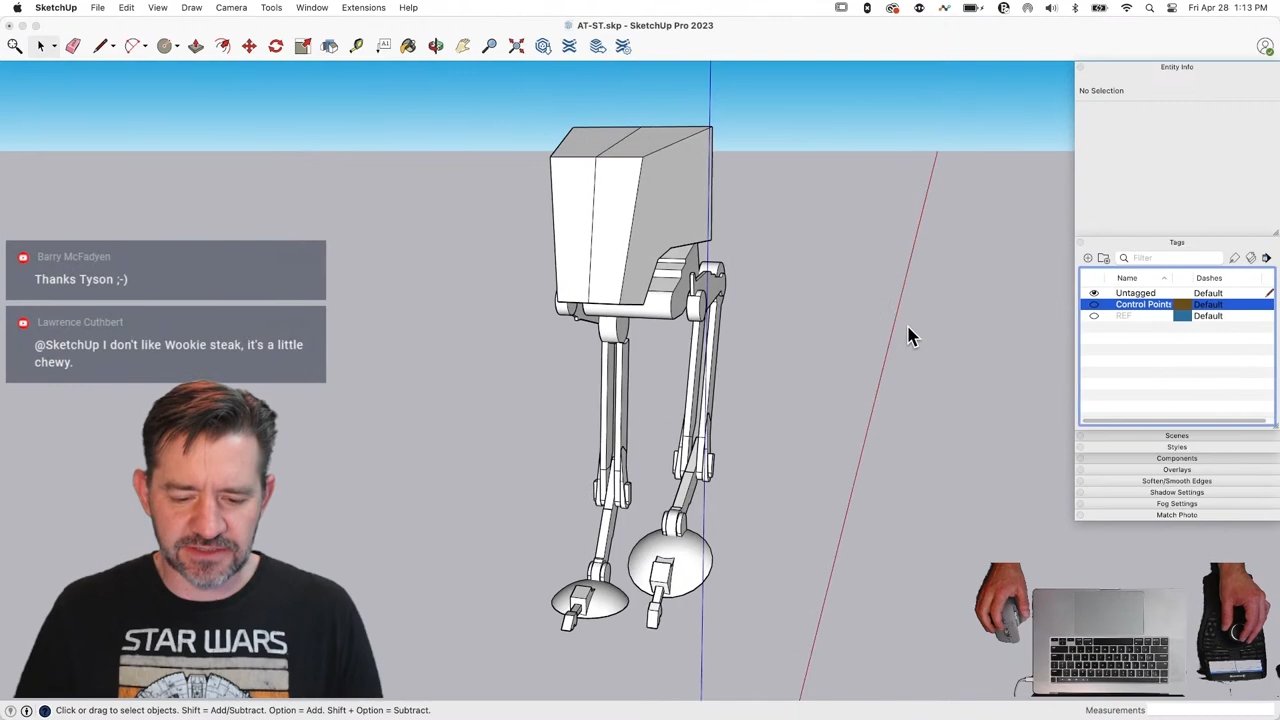 SketchUp File Edit View Draw Camera Tools Window Extensions Help
Fri Apr 28 1:13 PM
AT-ST.skp - SketchUp Pro 2023
Entity Info
No Selection
Barry McFadyen
Thanks Tyson ;-)
Tags
Filter
Name Dashes
Untagged Default
Control Points Default
REF Default
Lawrence Cuthbert
@SketchUp I don't like Wookie steak, it's a little
chewy.
Scenes
Styles
Components
Overlays
Soften/Smooth Edges
Shadow Settings
Fog Settings
Match Photo
STAR WARS
Click or drag to select objects. Shift = Add/Subtract. Option = Add. Shift + Option = Subtract.
Measurements